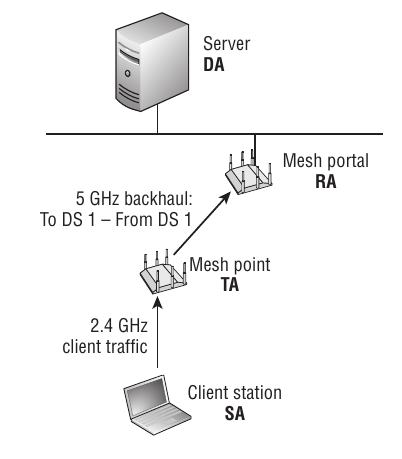 Server
DA
Mesh portal
RA
5 GHz backhaul:
To DS 1 – From DS 1
Mesh point
TA
2.4 GHz
client traffic
Client station
SA